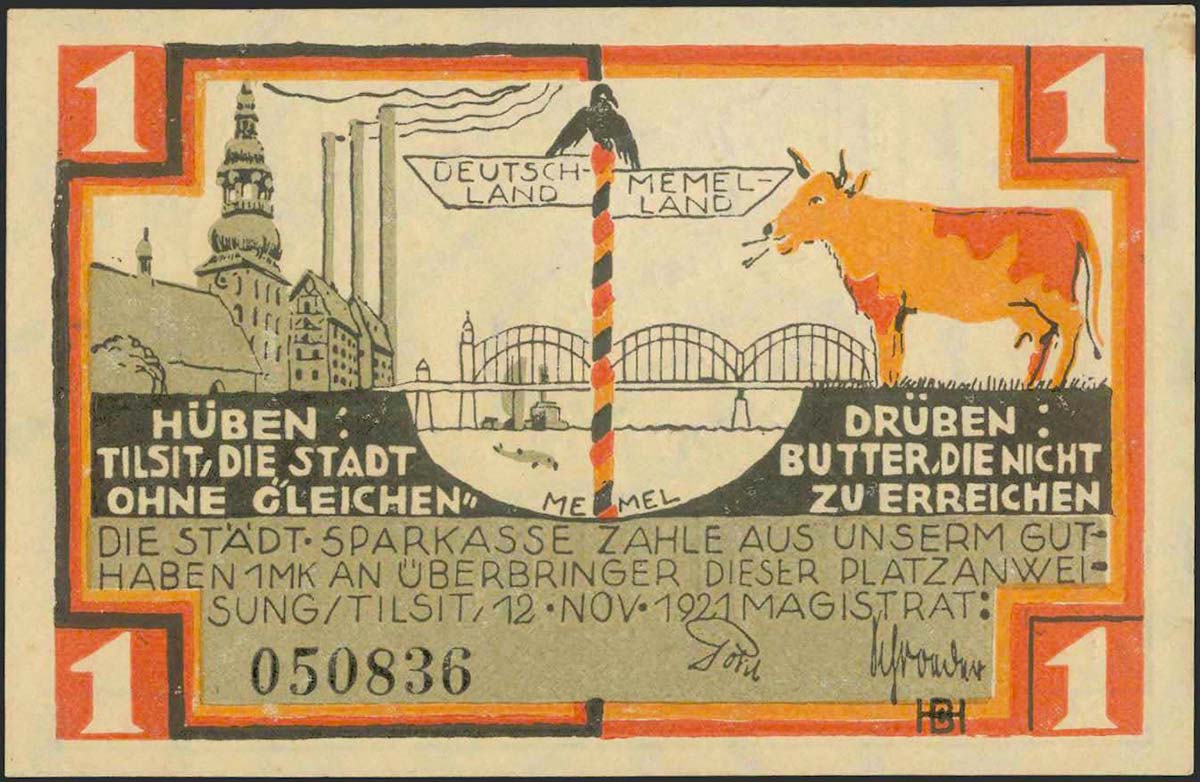 1
1
DEUTSCH-
LAND
MEMEL-
LAND
HÜBEN :
TILSIT, DIE STADT
OHNE G"LEICHEN"
DRÜBEN :
BUTTER, DIE NICHT
ZU ERREICHEN
MEMEL
DIE STÄDT. SPARKASSE ZAHLE AUS UNSERM GUT-
HABEN 1MK AN ÜBERBRINGER DIESER PLATZANWEI-
SUNG/TILSIT, 12. NOV. 1921 MAGISTRAT:
050836
Schroeder
HBH
1
1